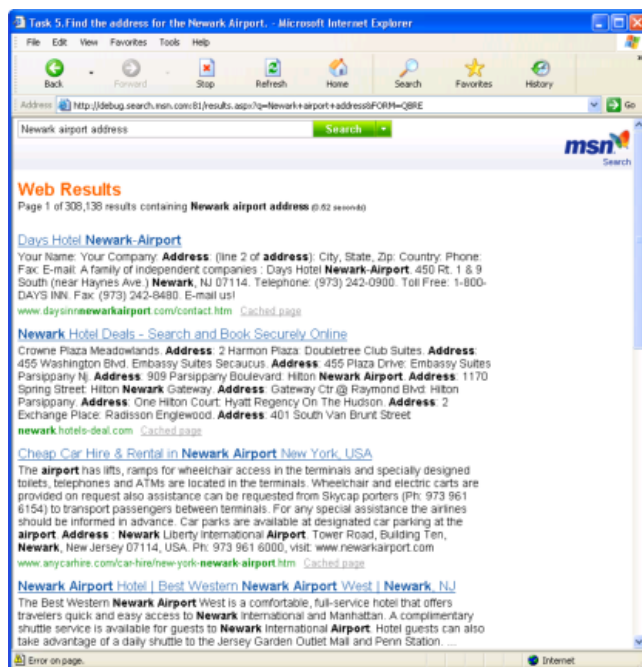 Task 5.Find the address for the Newark Airport. - Microsoft Internet Explorer
File Edit View Favorites Tools Help
Back Forward Stop Refresh Home Search Favorites History
Address http://debug.search.msn.com:81/results.aspx?q=Newark+airport+address&FORM=QBRE Go
Newark airport address Search
msn
Search
Web Results
Page 1 of 308,138 results containing Newark airport address (0.52 seconds)
Days Hotel Newark-Airport
Your Name: Your Company: Address: (line 2 of address): City, State, Zip: Country: Phone:
Fax: E-mail: A family of independent companies : Days Hotel Newark-Airport. 450 Rt. 1 & 9
South (near Haynes Ave.) Newark, NJ 07114. Telephone: (973) 242-0900. Toll Free: 1-800-
DAYS INN. Fax: (973) 242-8480. E-mail us!
www.daysinnnewarkairport.com/contact.htm Cached page
Newark Hotel Deals - Search and Book Securely Online
Crowne Plaza Meadowlands. Address: 2 Harmon Plaza: Doubletree Club Suites. Address:
455 Washington Blvd. Embassy Suites Secaucus. Address: 455 Plaza Drive: Embassy Suites
Parsippany Nj. Address: 909 Parsippany Boulevard: Hilton Newark Airport. Address: 1170
Spring Street: Hilton Newark Gateway. Address: Gateway Ctr @ Raymond Blvd: Hilton
Parsippany. Address: One Hilton Court: Hyatt Regency On The Hudson. Address: 2
Exchange Place: Radisson Englewood. Address: 401 South Van Brunt Street
newark.hotels-deal.com Cached page
Cheap Car Hire & Rental in Newark Airport New York, USA
The airport has lifts, ramps for wheelchair access in the terminals and specially designed
toilets, telephones and ATMs are located in the terminals. Wheelchair and electric carts are
provided on request also assistance can be requested from Skycap porters (Ph: 973 961
6154) to transport passengers between terminals. For any special assistance the airlines
should be informed in advance. Car parks are available at designated car parking at the
airport. Address : Newark Liberty International Airport. Tower Road, Building Ten,
Newark, New Jersey 07114, USA. Ph: 973 961 6000, visit: www.newarkairport.com
www.anycarhire.com/car-hire/new-york-newark-airport.htm Cached page
Newark Airport Hotel | Best Western Newark Airport West | Newark, NJ
The Best Western Newark Airport West is a comfortable, full-service hotel that offers
travelers quick and easy access to Newark International and Manhattan. A complimentary
shuttle service is available for guests to Newark International Airport. Hotel guests can also
take advantage of a daily shuttle to the Jersey Garden Outlet Mall and Penn Station. ...
Error on page. Internet